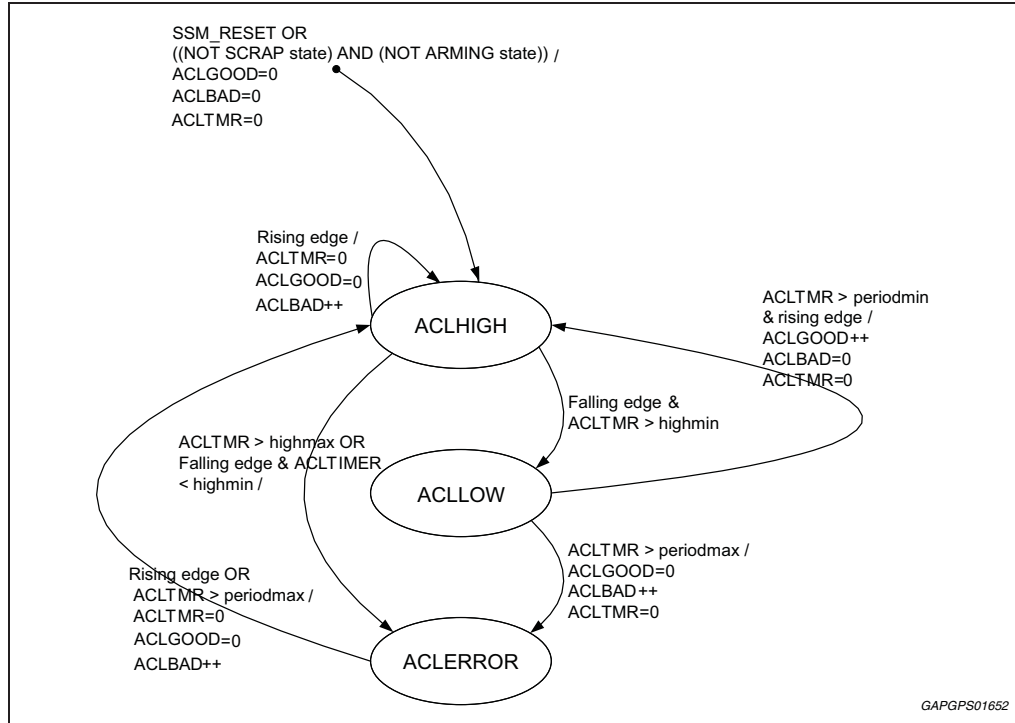 SSM_RESET OR
((NOT SCRAP state) AND (NOT ARMING state)) /
ACLGOOD=0
ACLBAD=0
ACLTMR=0
Rising edge /
ACLTMR=0
ACLGOOD=0
ACLBAD++
ACLHIGH
ACLTMR > periodmin
& rising edge /
ACLGOOD++
ACLBAD=0
ACLTMR=0
Falling edge &
ACLTMR > highmin
ACLTMR > highmax OR
Falling edge & ACLTIMER
< highmin /
ACLLOW
ACLTMR > periodmax /
ACLGOOD=0
ACLBAD++
ACLTMR=0
Rising edge OR
ACLTMR > periodmax /
ACLTMR=0
ACLGOOD=0
ACLBAD++
ACLERROR
GAPGPS01652